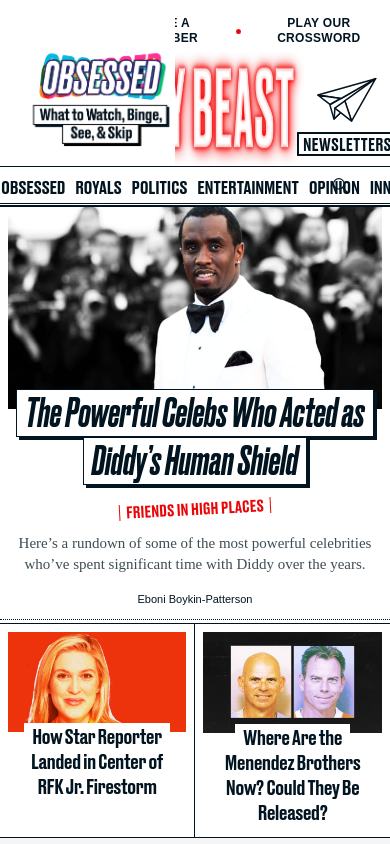 E A
BER
PLAY OUR
CROSSWORD
OBSESSED
What to Watch, Binge,
See, & Skip
Y BEAST
NEWSLETTERS
OBSESSED ROYALS POLITICS ENTERTAINMENT OPINION INN
The Powerful Celebs Who Acted as
Diddy’s Human Shield
FRIENDS IN HIGH PLACES
Here’s a rundown of some of the most powerful celebrities
who’ve spent significant time with Diddy over the years.
Eboni Boykin-Patterson
How Star Reporter
Landed in Center of
RFK Jr. Firestorm
Where Are the
Menendez Brothers
Now? Could They Be
Released?